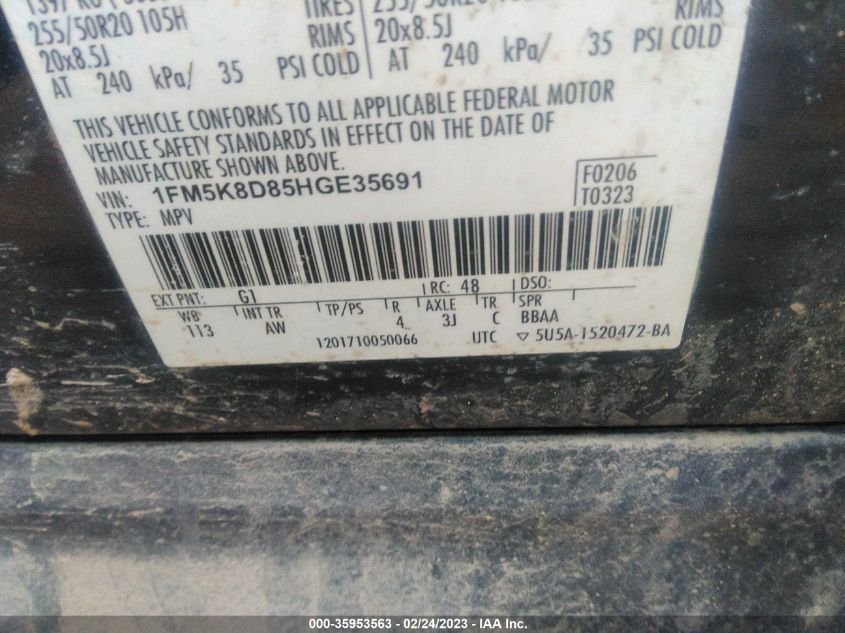 TIRES
255/50R20 105H RIMS 255/50R20 RIMS
20x8.5J 20x8.5J
AT 240 kPa/ 35 PSI COLD AT 240 kPa/ 35 PSI COLD
THIS VEHICLE CONFORMS TO ALL APPLICABLE FEDERAL MOTOR
VEHICLE SAFETY STANDARDS IN EFFECT ON THE DATE OF
MANUFACTURE SHOWN ABOVE.
VIN: 1FM5K8D85HGE35691 F0206
TYPE: MPV T0323
EXT PNT: G1 RC: 48 DSO:
WB INT TR TP/PS R AXLE TR SPR
113 AW 4 3J C BBAA
1201710050066 UTC ▽ 5U5A-1520472-BA
000-35953563 - 02/24/2023 - © IAA Inc.